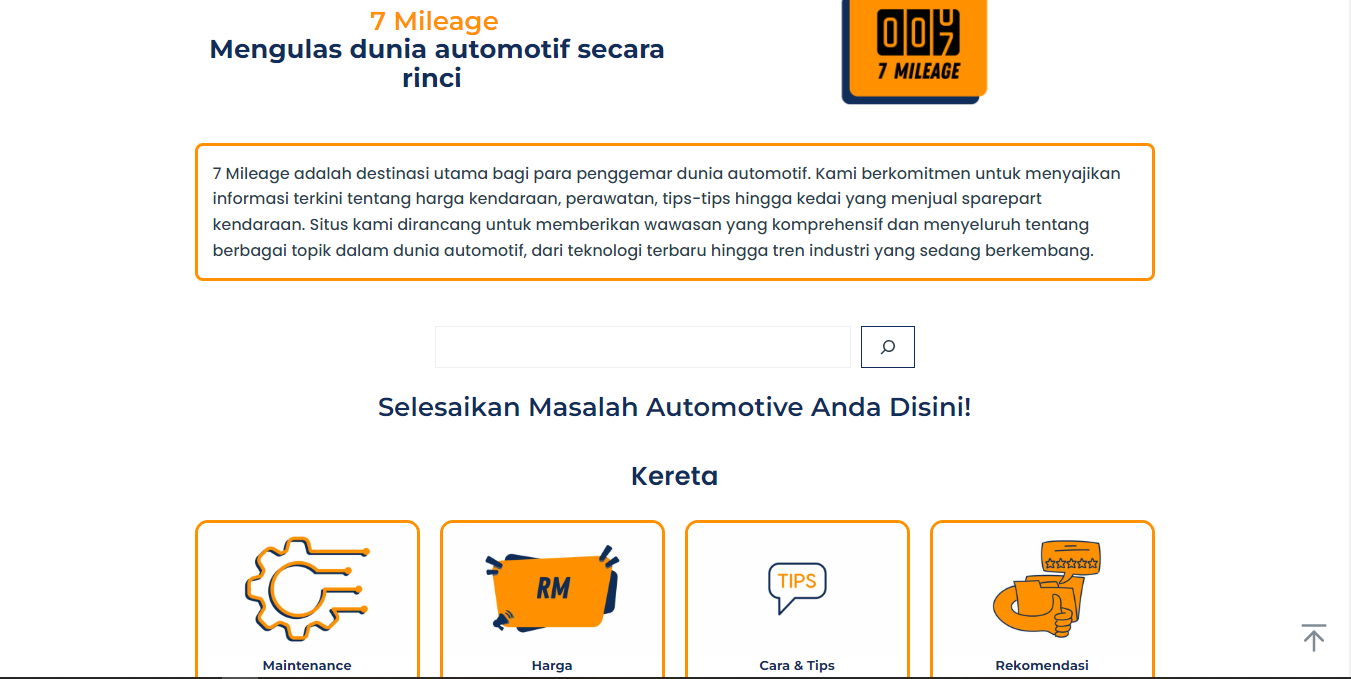 7 Mileage
Mengulas dunia automotif secara
rinci
7 MILEAGE
7 Mileage adalah destinasi utama bagi para penggemar dunia automotif. Kami berkomitmen untuk menyajikan
informasi terkini tentang harga kendaraan, perawatan, tips-tips hingga kedai yang menjual sparepart
kendaraan. Situs kami dirancang untuk memberikan wawasan yang komprehensif dan menyeluruh tentang
berbagai topik dalam dunia automotif, dari teknologi terbaru hingga tren industri yang sedang berkembang.
Selesaikan Masalah Automotive Anda Disini!
Kereta
RM
TIPS
Maintenance
Harga
Cara & Tips
Rekomendasi